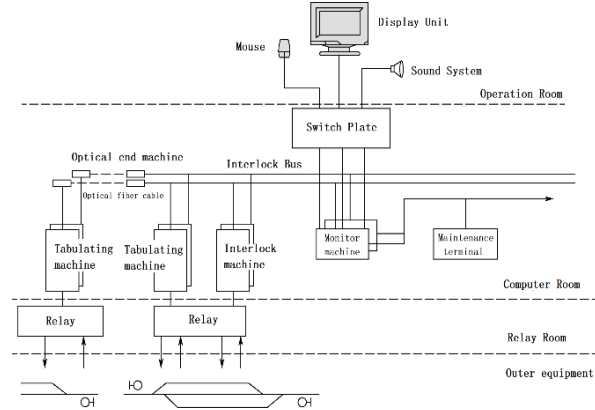 Display Unit
Mouse
Sound System
Operation Room
Switch Plate
Optical end machine
Interlock Bus
Optical fiber cable
Tabulating
machine
Tabulating
machine
Interlock
machine
Monitor
machine
Maintenance
terminal
Computer Room
Relay
Relay
Relay Room
Outer equipment